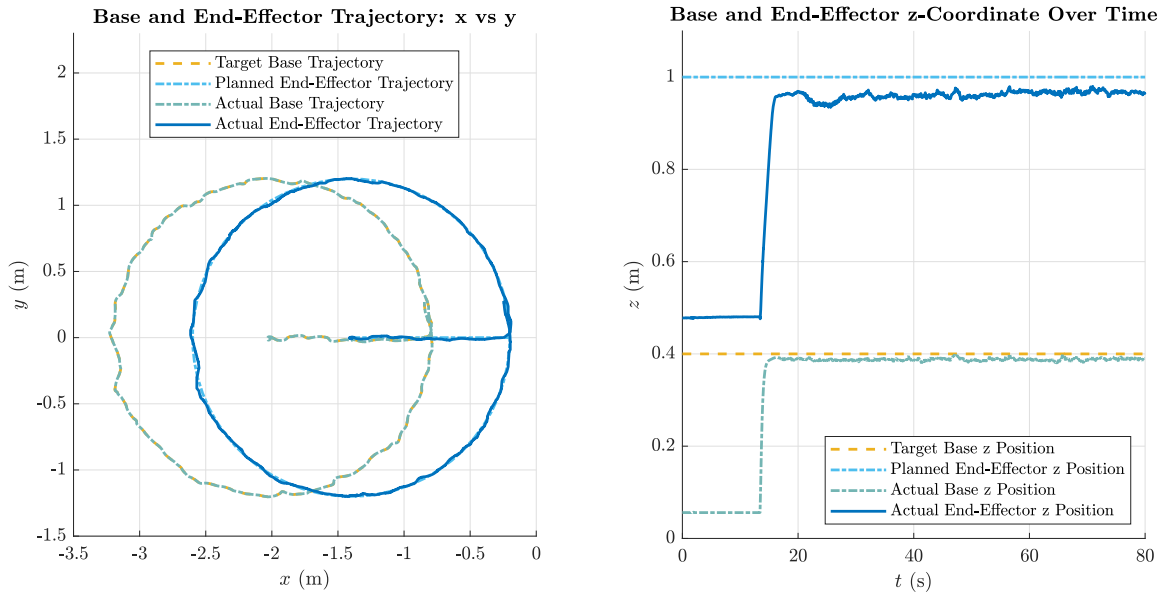 Base and End-Effector Trajectory: x vs y
Target Base Trajectory
Planned End-Effector Trajectory
Actual Base Trajectory
Actual End-Effector Trajectory
2
1.5
1
0.5
0
-0.5
-1
-1.5
-3.5 -3 -2.5 -2 -1.5 -1 -0.5 0
y (m)
x (m)
Base and End-Effector z-Coordinate Over Time
1
0.8
0.6
0.4
0.2
0
0 20 40 60 80
z (m)
t (s)
Target Base z Position
Planned End-Effector z Position
Actual Base z Position
Actual End-Effector z Position